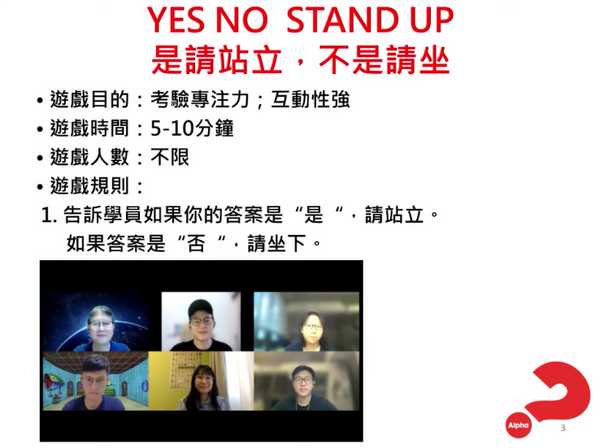 YES NO STAND UP
是請站立，不是請坐
• 遊戲目的：考驗專注力；互動性強
• 遊戲時間：5-10分鐘
• 遊戲人數：不限
• 遊戲規則：
1. 告訴學員如果你的答案是“是“，請站立。
如果答案是“否“，請坐下。
Alpha
3